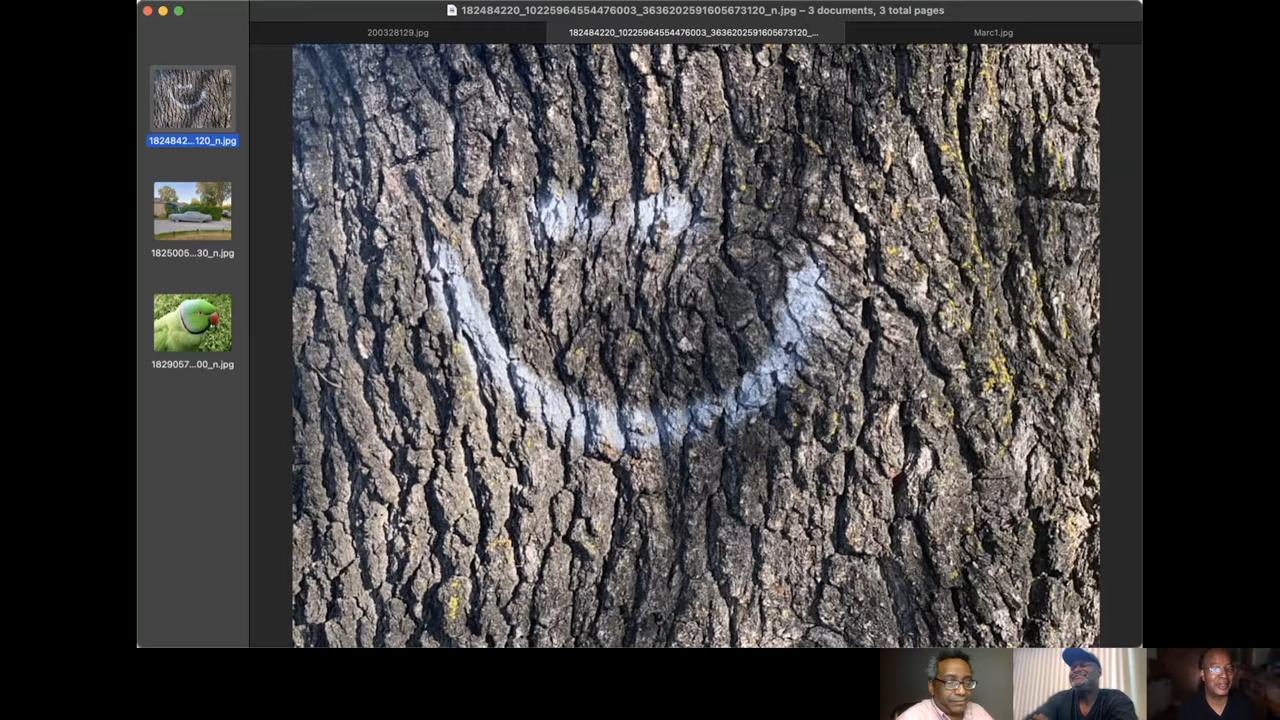 182484220_10225964554476003_3636202591605673120_n.jpg – 3 documents, 3 total pages
200328129.jpg
182484220_10225964554476003_3636202591605673120_...
Marc1.jpg
1824842...120_n.jpg
1825005...30_n.jpg
1829057...00_n.jpg